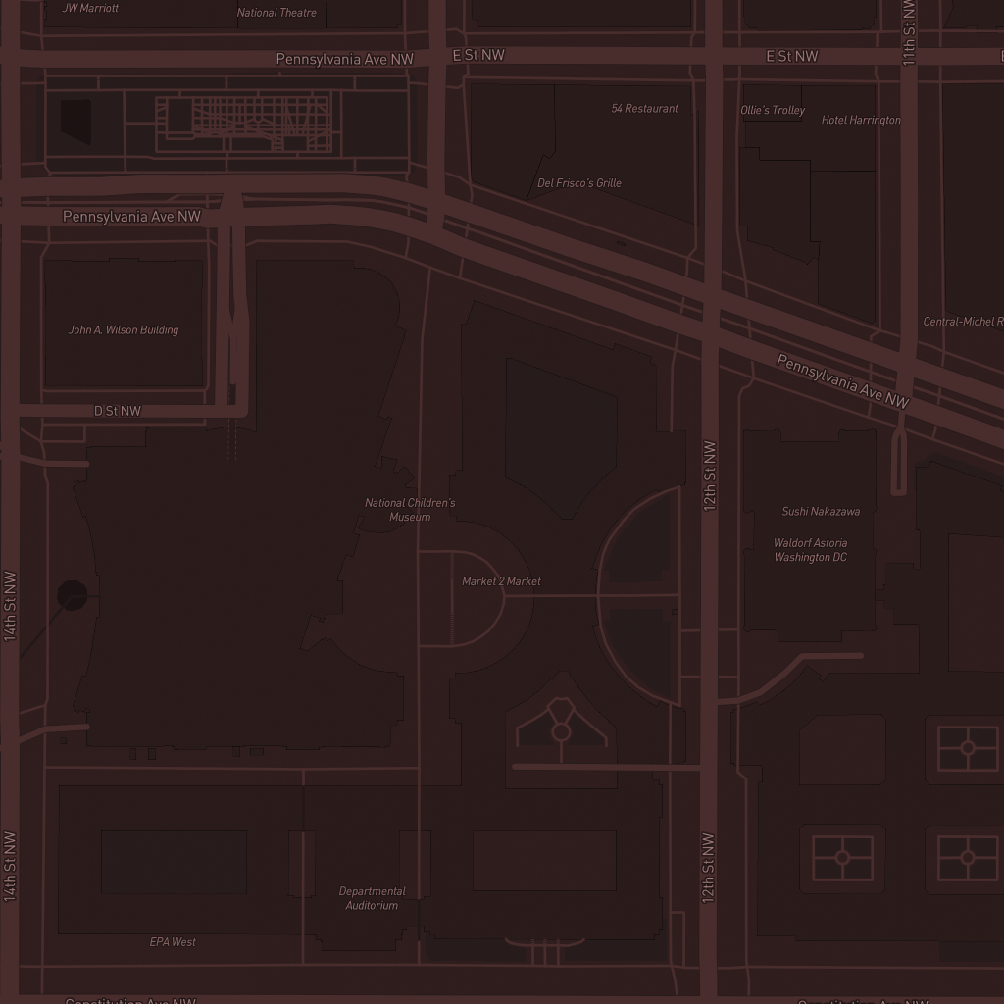 JW Marriott
National Theatre
11th St NW
Pennsylvania Ave NW
E St NW
E St NW
54 Restaurant
Ollie's Trolley
Hotel Harrington
Del Frisco's Grille
Pennsylvania Ave NW
John A. Wilson Building
Central-Michel R
Pennsylvania Ave NW
D St NW
12th St NW
National Children's
Museum
Sushi Nakazawa
Waldorf Astoria
Washington DC
Market 2 Market
14th St NW
14th St NW
12th St NW
Departmental
Auditorium
EPA West
Constitution Ave NW
Constitution Ave NW